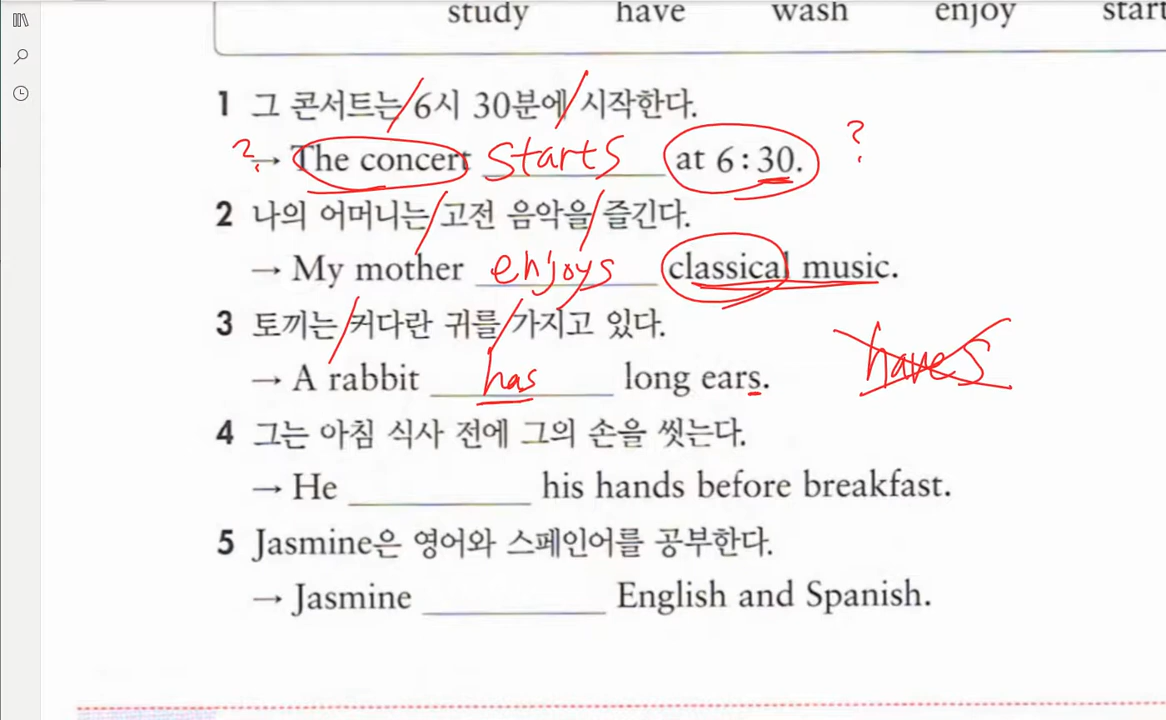 study have wash enjoy start
1 그 콘서트는 6시 30분에 시작한다.
? → The concert starts at 6:30. ?
2 나의 어머니는 고전 음악을 즐긴다.
→ My mother enjoys classical music.
3 토끼는 커다란 귀를 가지고 있다.
haves
→ A rabbit has long ears.
4 그는 아침 식사 전에 그의 손을 씻는다.
→ He his hands before breakfast.
5 Jasmine은 영어와 스페인어를 공부한다.
→ Jasmine English and Spanish.